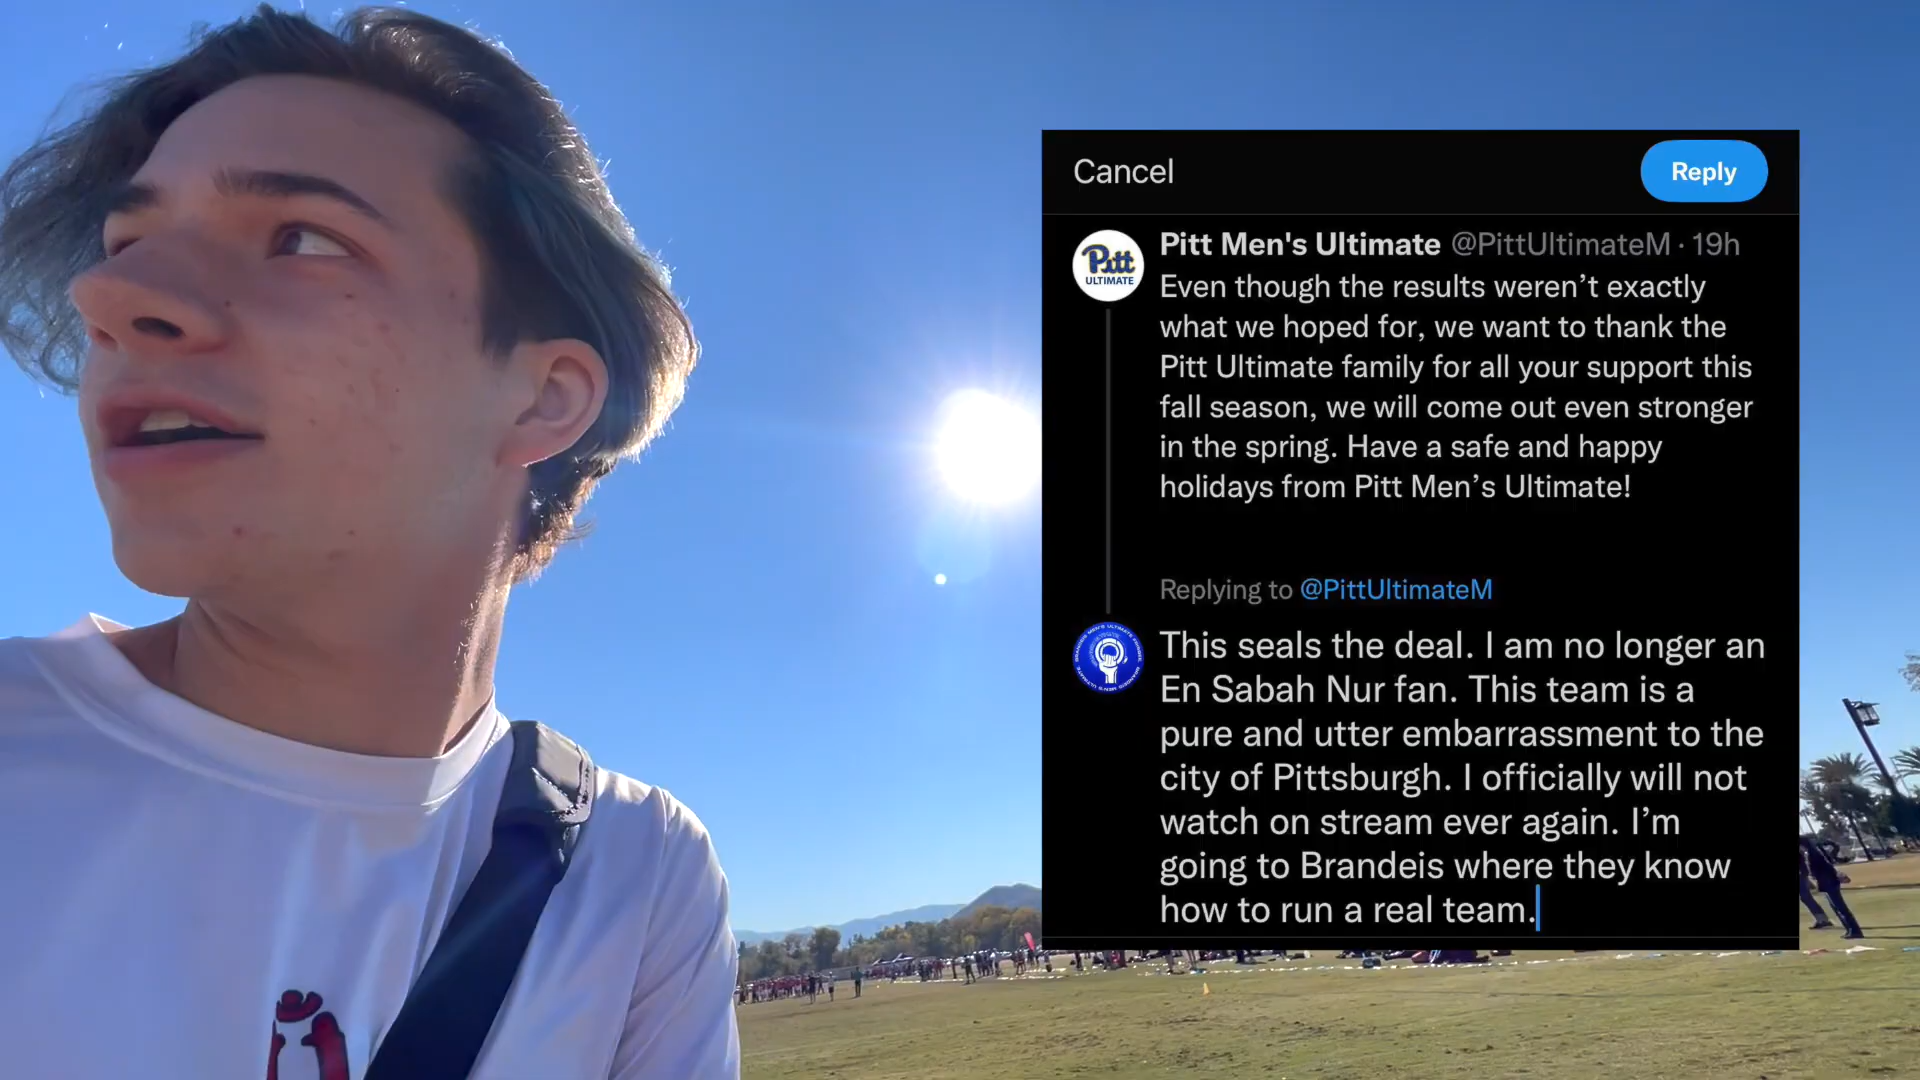 Cancel
Reply
Pitt Men's Ultimate @PittUltimateM · 19h
Pitt
ULTIMATE
Even though the results weren’t exactly
what we hoped for, we want to thank the
Pitt Ultimate family for all your support this
fall season, we will come out even stronger
in the spring. Have a safe and happy
holidays from Pitt Men’s Ultimate!
Replying to @PittUltimateM
This seals the deal. I am no longer an
En Sabah Nur fan. This team is a
pure and utter embarrassment to the
city of Pittsburgh. I officially will not
watch on stream ever again. I’m
going to Brandeis where they know
how to run a real team.